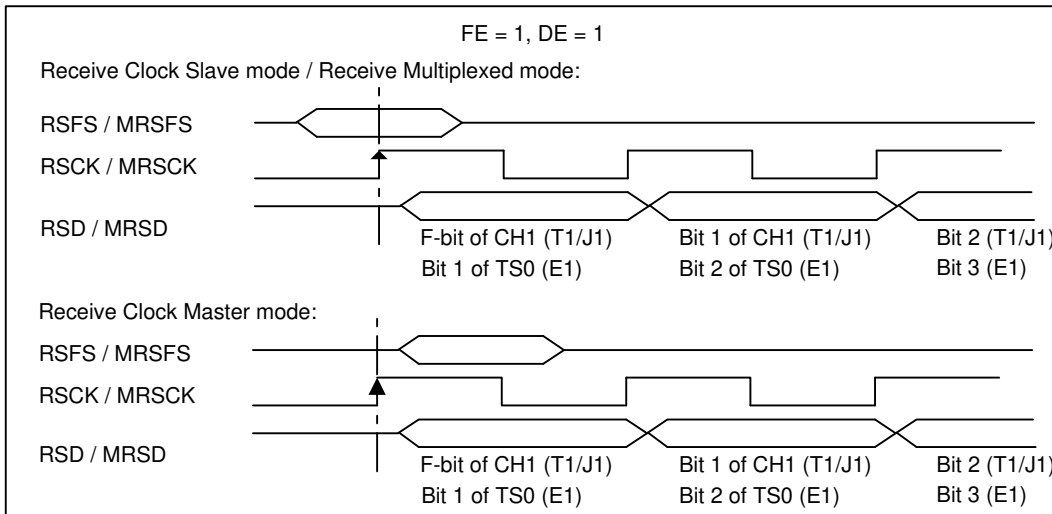 FE = 1, DE = 1
Receive Clock Slave mode / Receive Multiplexed mode:
RSFS / MRSFS
RSCK / MRSCK
RSD / MRSD
F-bit of CH1 (T1/J1) Bit 1 of CH1 (T1/J1) Bit 2 (T1/J1)
Bit 1 of TS0 (E1) Bit 2 of TS0 (E1) Bit 3 (E1)
Receive Clock Master mode:
RSFS / MRSFS
RSCK / MRSCK
RSD / MRSD
F-bit of CH1 (T1/J1) Bit 1 of CH1 (T1/J1) Bit 2 (T1/J1)
Bit 1 of TS0 (E1) Bit 2 of TS0 (E1) Bit 3 (E1)